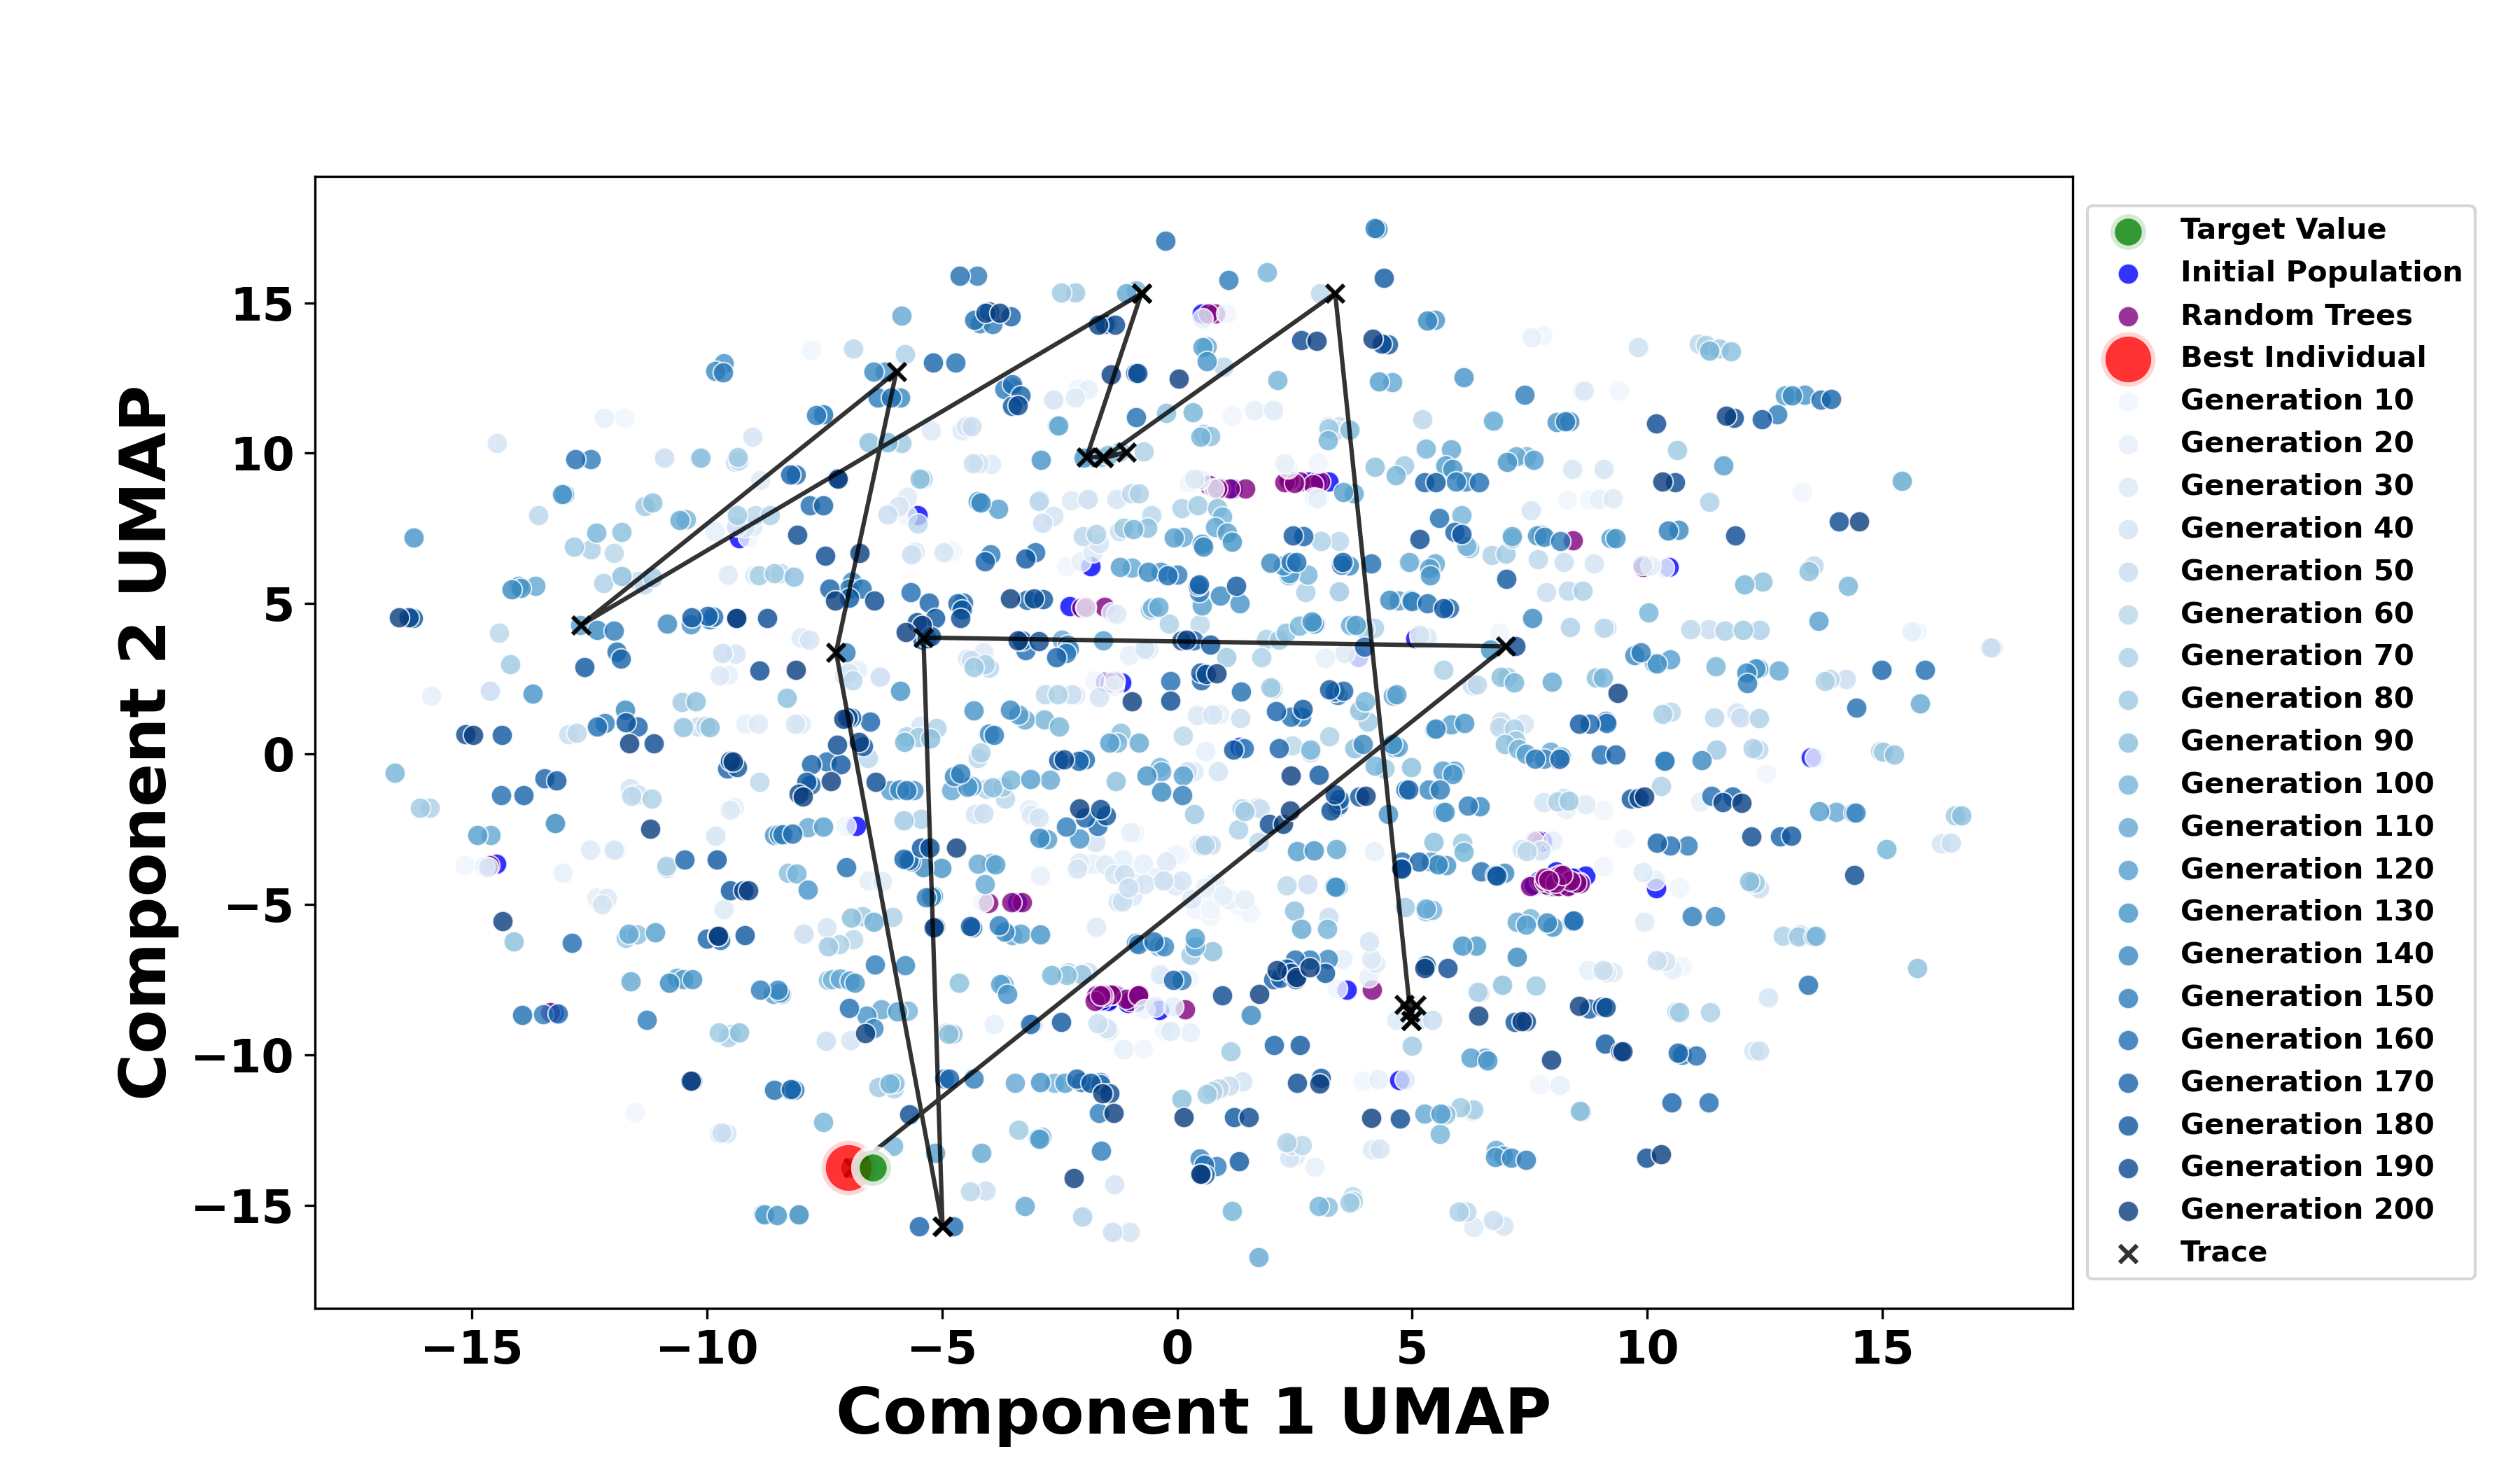 Component 2 UMAP
15
10
5
0
−5
−10
−15
−15
−10
−5
0
5
10
15
Component 1 UMAP
Target Value
Initial Population
Random Trees
Best Individual
Generation 10
Generation 20
Generation 30
Generation 40
Generation 50
Generation 60
Generation 70
Generation 80
Generation 90
Generation 100
Generation 110
Generation 120
Generation 130
Generation 140
Generation 150
Generation 160
Generation 170
Generation 180
Generation 190
Generation 200
Trace